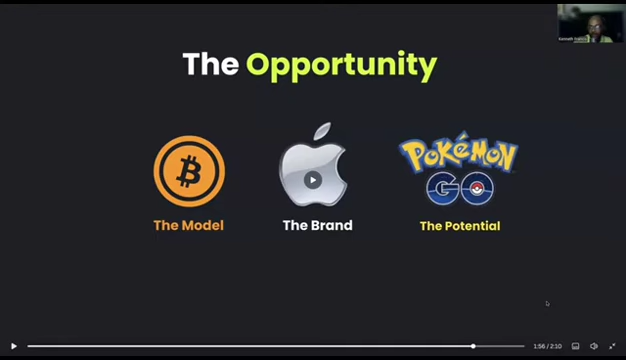 The Opportunity
POKéMON
GO
The Model
The Brand
The Potential
1:56 / 2:10